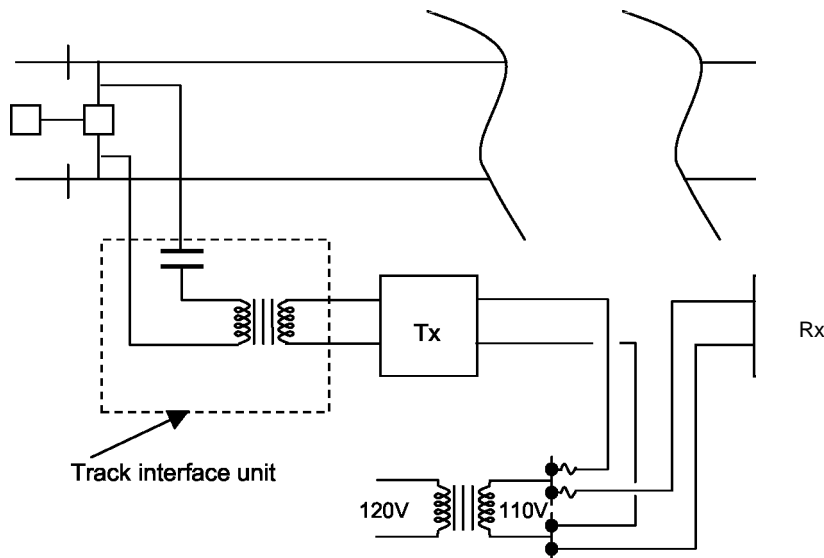 Tx
Rx
Track interface unit
120V
110V